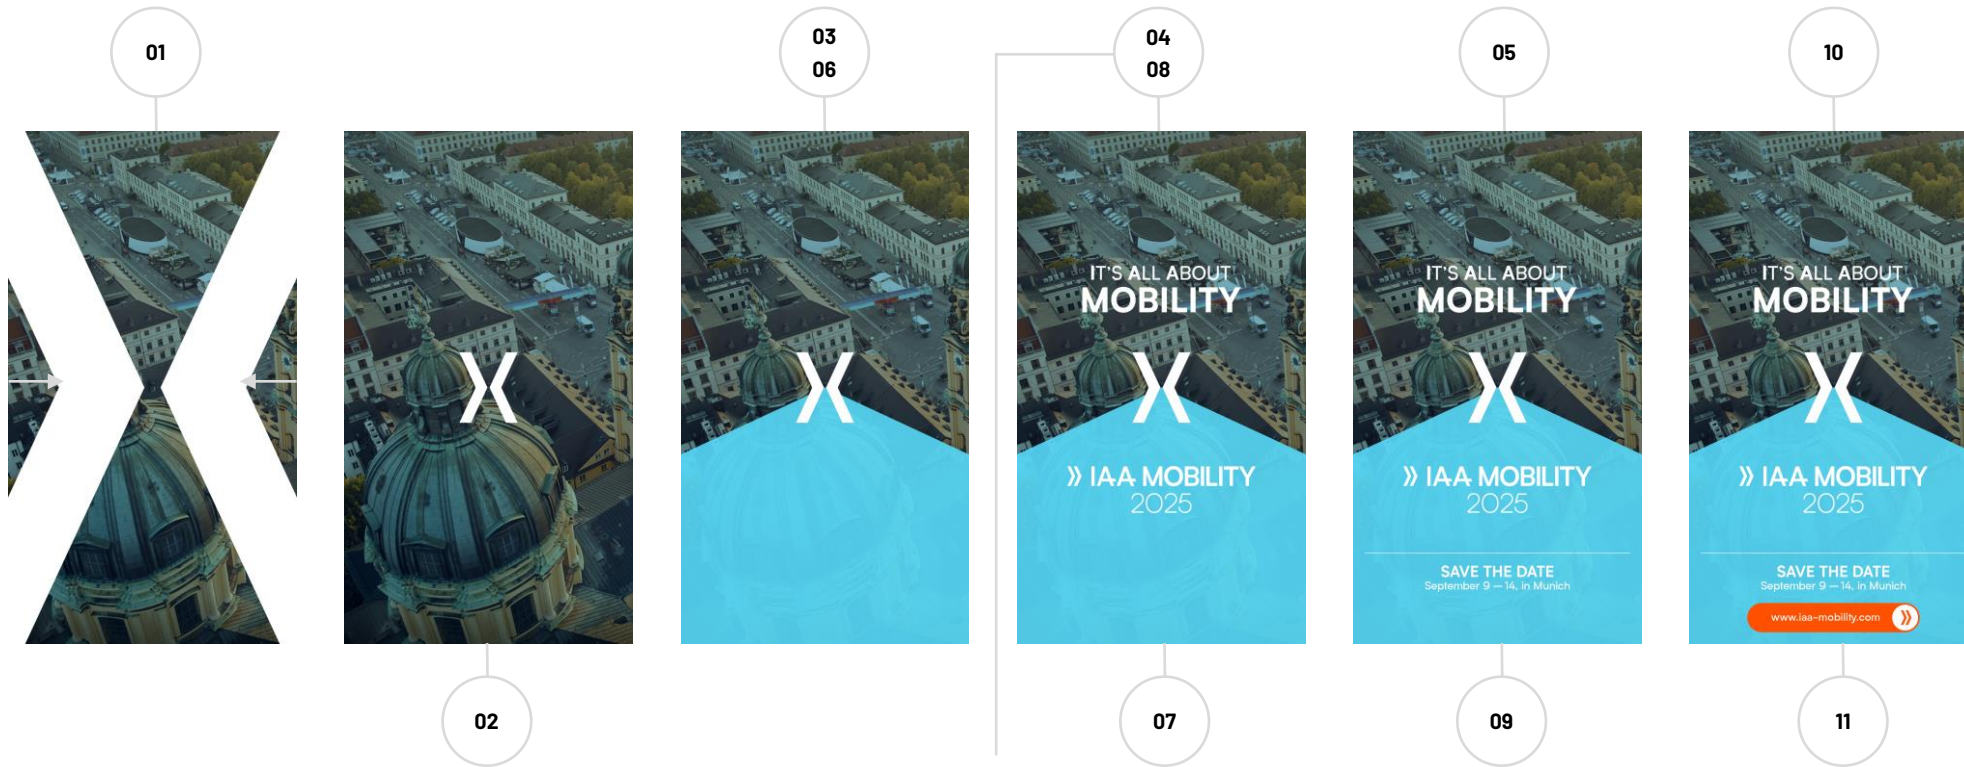 01
03
06
04
08
05
10
IT'S ALL ABOUT
MOBILITY
IAA MOBILITY
2025
IT'S ALL ABOUT
MOBILITY
IAA MOBILITY
2025
SAVE THE DATE
September 9 – 14, in Munich
IT'S ALL ABOUT
MOBILITY
IAA MOBILITY
2025
SAVE THE DATE
September 9 – 14, in Munich
www.iaa-mobility.com
02
07
09
11